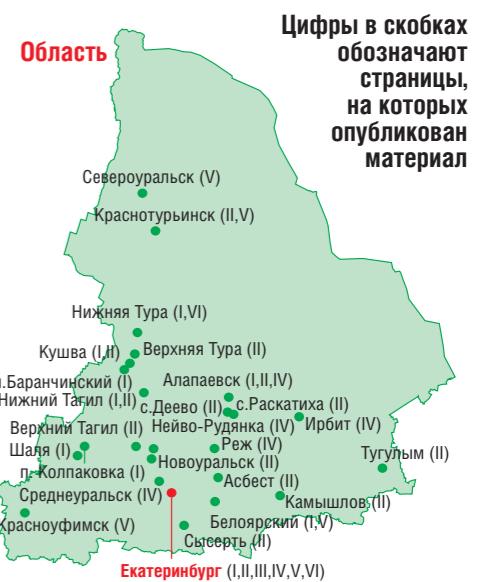 Область
Цифры в скобках
обозначают
страницы,
на которых
опубликован
материал
Североуральск (V)
Краснотурьинск (II,V)
Нижняя Тура (I,VI)
Кушва (I,II)
Верхняя Тура (II)
п.Баранчинский (I)
Алапаевск (I,II,IV)
Нижний Тагил (I,II)
с.Деево (II)
с.Раскатиха (II)
Верхний Тагил (II)
Нейво-Рудянка (IV)
Ирбит (IV)
Шаля (I)
Реж (IV)
Тугулым (II)
п. Колпаковка (I)
Новоуральск (II)
Асбест (II)
Среднеуральск (IV)
Камышлов (II)
Красноуфимск (V)
Белоярский (I,V)
Сысерть (II)
Екатеринбург (I,II,III,IV,V,VI)